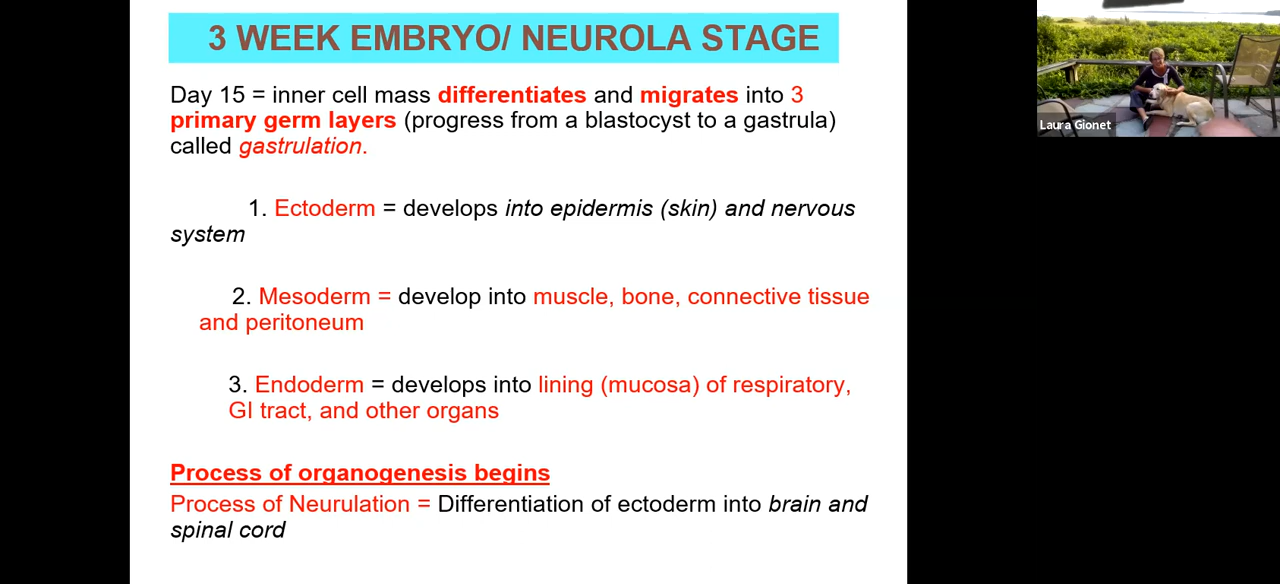 3 WEEK EMBRYO/ NEUROLA STAGE
Day 15 = inner cell mass differentiates and migrates into 3
primary germ layers (progress from a blastocyst to a gastrula)
called gastrulation.
1. Ectoderm = develops into epidermis (skin) and nervous
system
2. Mesoderm = develop into muscle, bone, connective tissue
and peritoneum
3. Endoderm = develops into lining (mucosa) of respiratory,
GI tract, and other organs
Process of organogenesis begins
Process of Neurulation = Differentiation of ectoderm into brain and
spinal cord
Laura Gionet